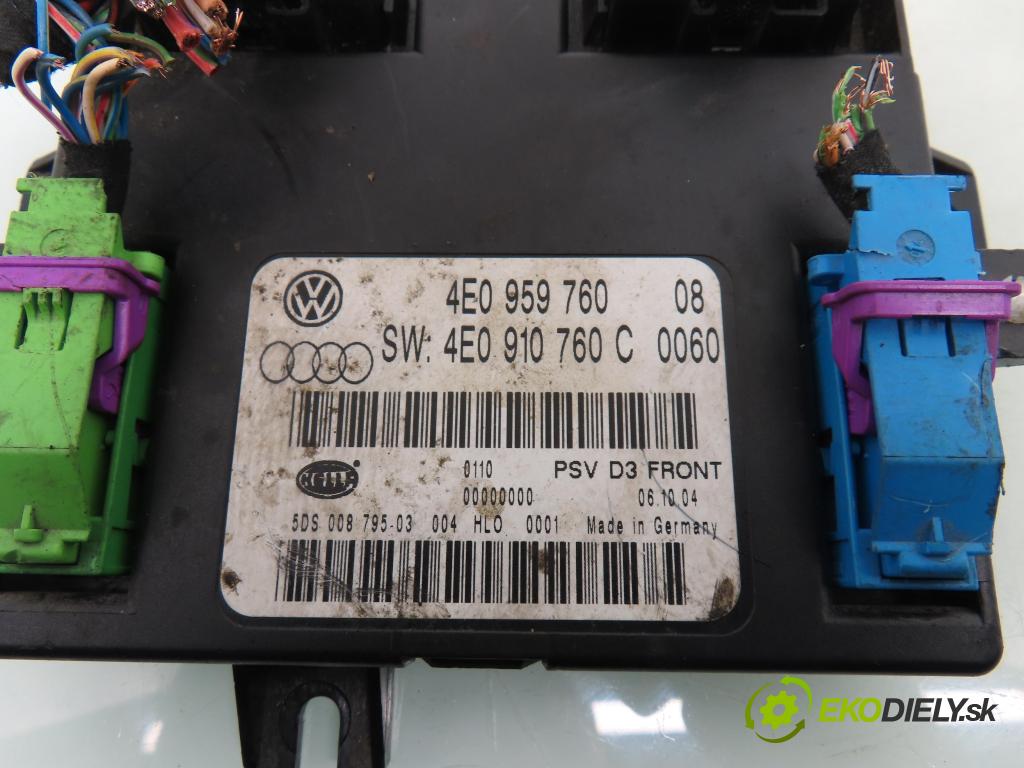 4E0 959 760 08
SW: 4E0 910 760 C 0060
HELLA
0110 PSV D3 FRONT
00000000 06.10.04
5DS 008 795-03 004 HLO 0001 Made in Germany
EKODIELY.sk